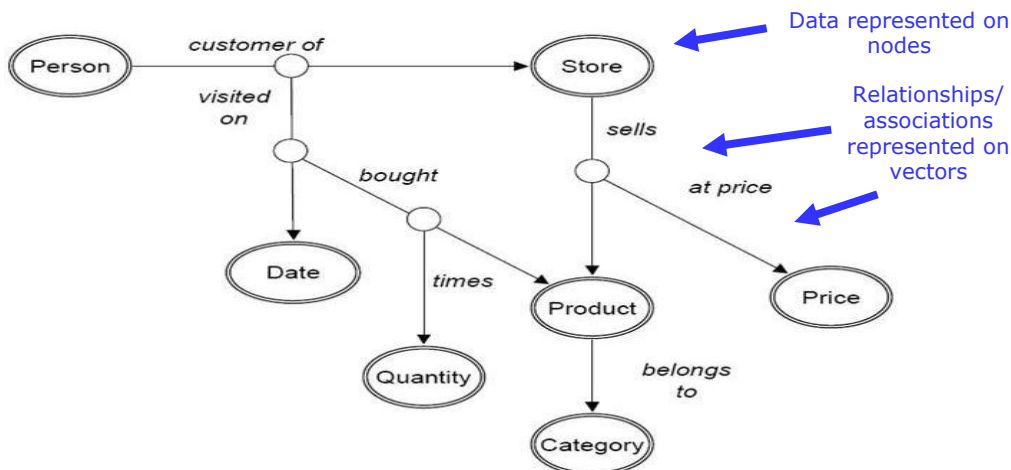 customer of
Person
Store
Data represented on
nodes
visited
on
sells
Relationships/
associations
represented on
vectors
bought
at price
Date
times
Product
Price
Quantity
belongs
to
Category